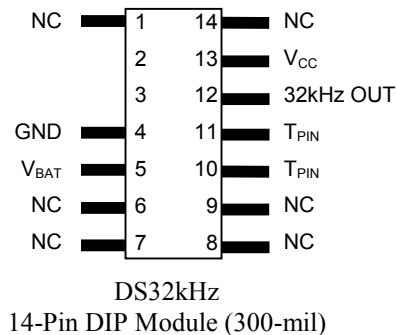 NC 1 14 NC
2 13 VCC
3 12 32kHz OUT
GND 4 11 TPIN
VBAT 5 10 TPIN
NC 6 9 NC
NC 7 8 NC
DS32kHz
14-Pin DIP Module (300-mil)